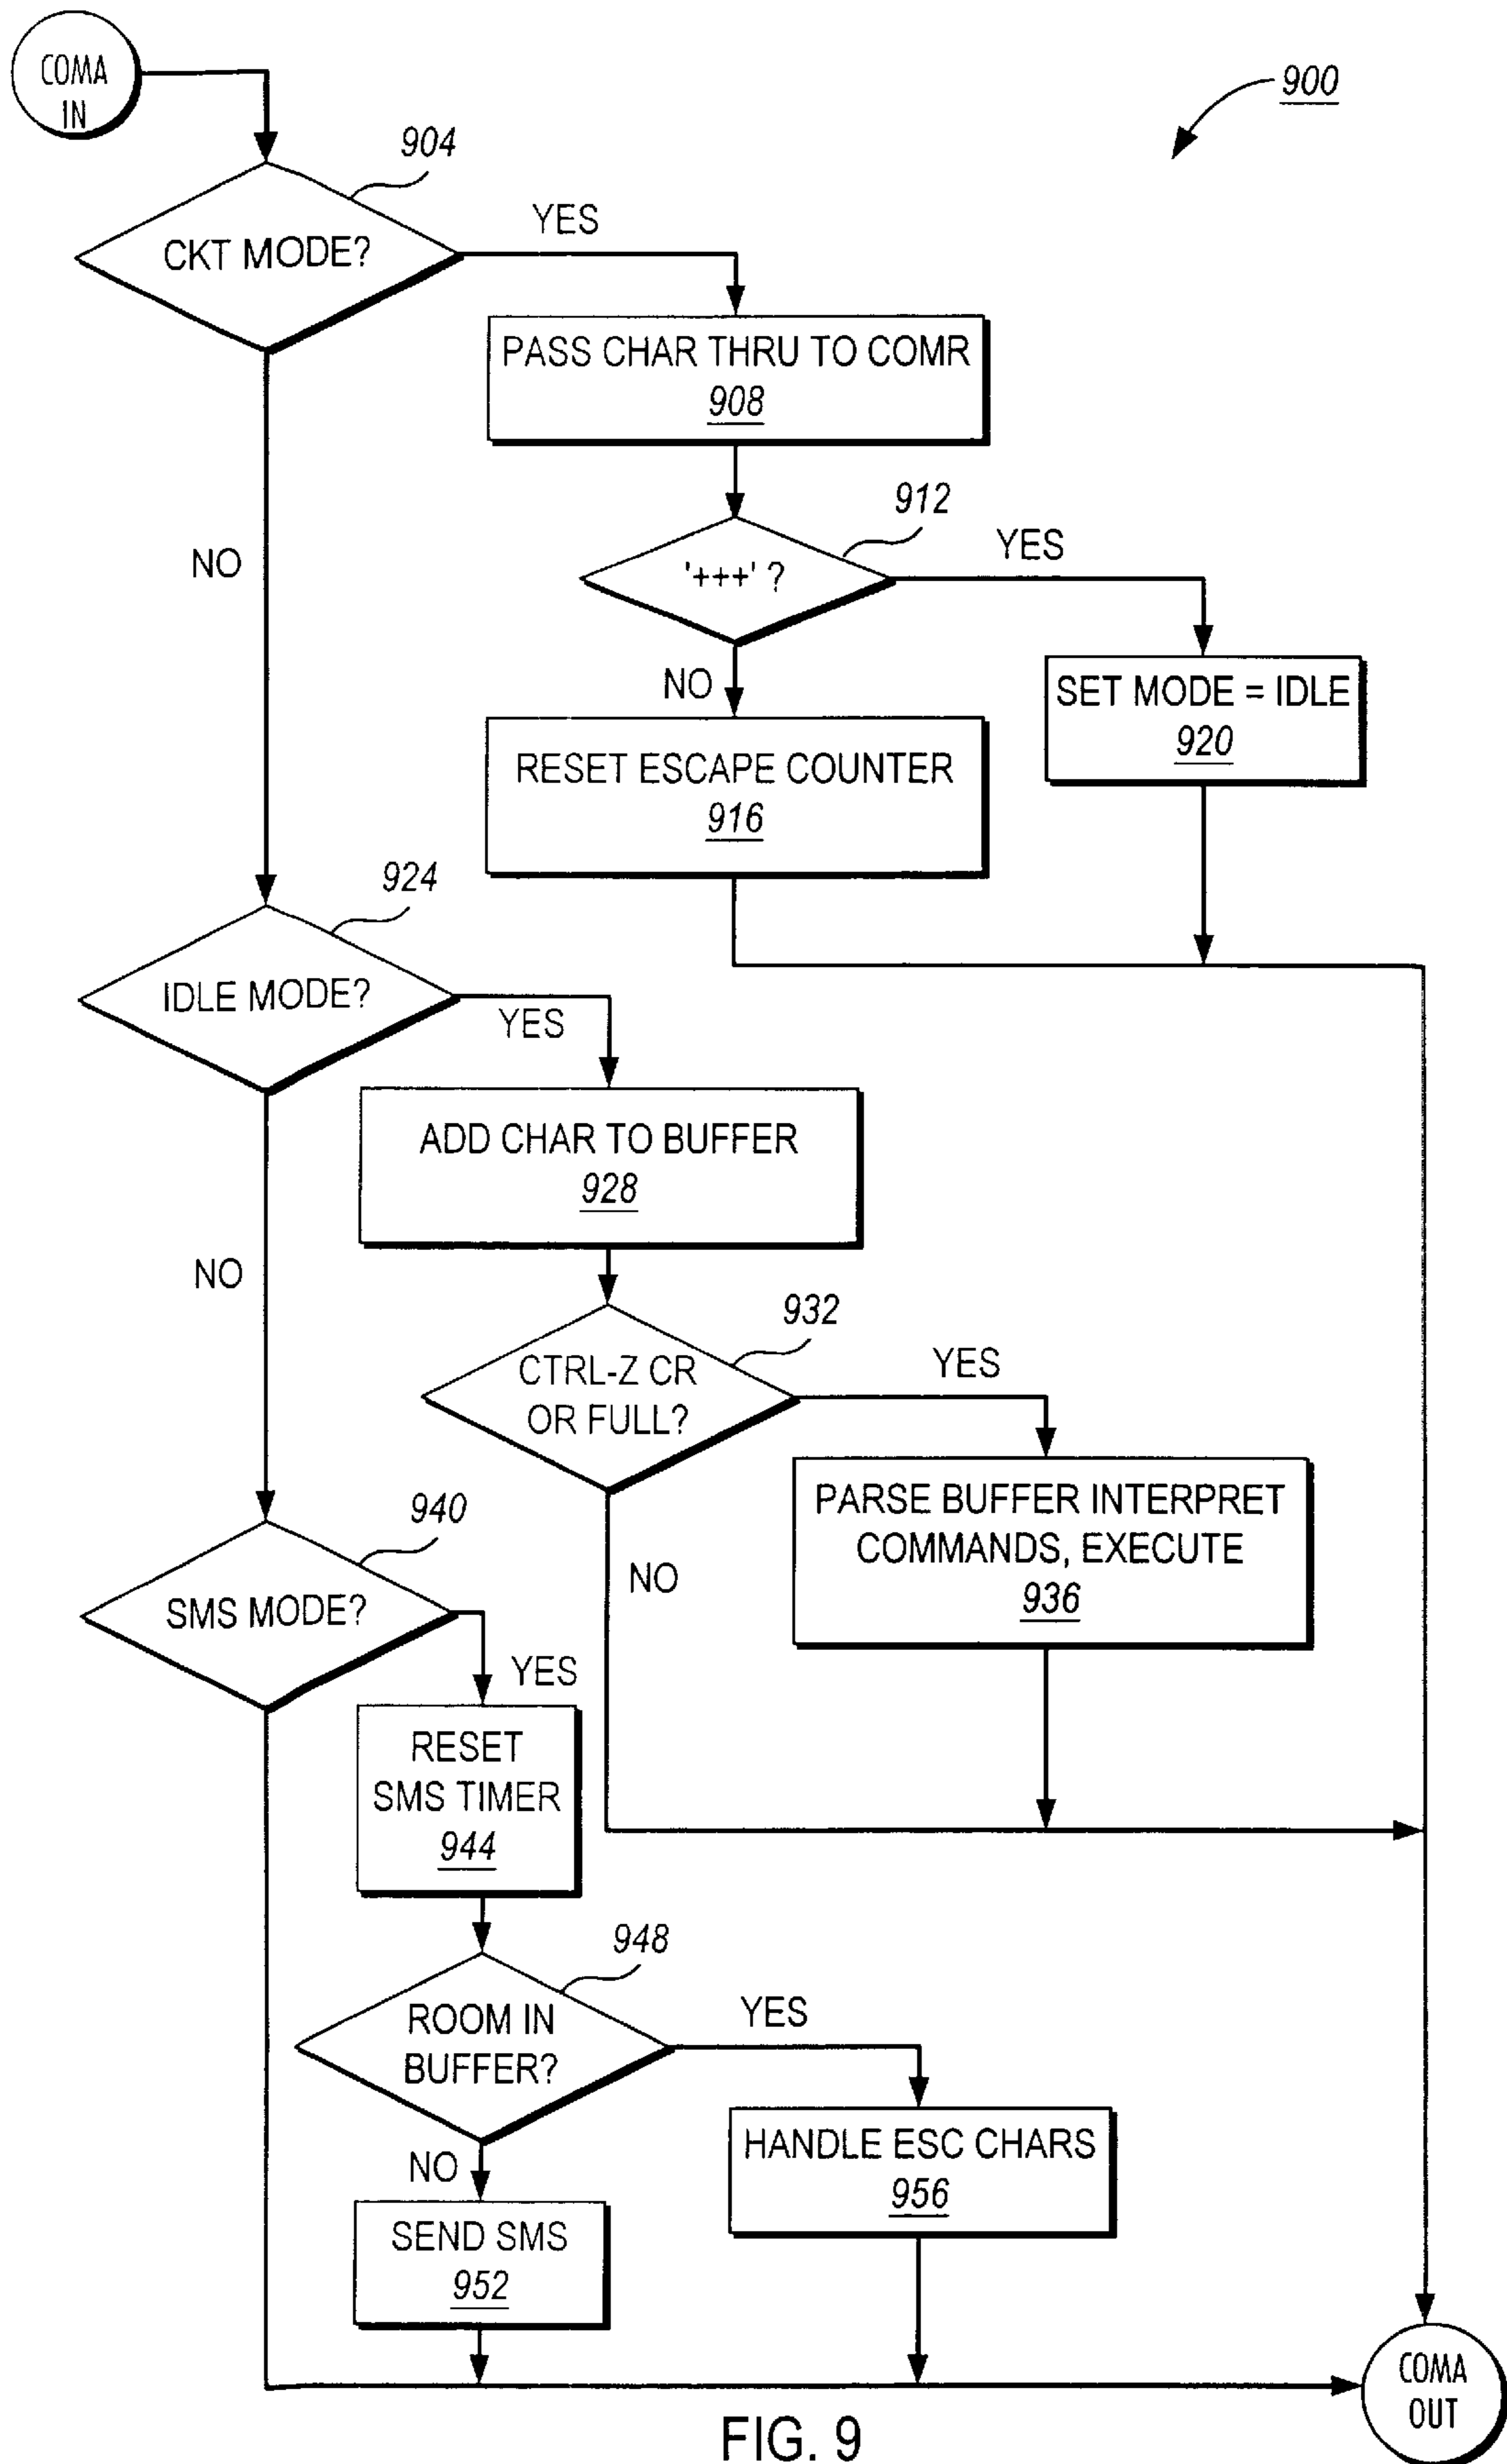 COMA
IN
900
904
CKT MODE?
YES
PASS CHAR THRU TO COMR
908
912
'+++' ?
YES
NO
NO
SET MODE = IDLE
920
RESET ESCAPE COUNTER
916
924
IDLE MODE?
YES
ADD CHAR TO BUFFER
928
NO
932
CTRL-Z CR
OR FULL?
YES
PARSE BUFFER INTERPRET
COMMANDS, EXECUTE
936
NO
940
SMS MODE?
YES
RESET
SMS TIMER
944
948
ROOM IN
BUFFER?
YES
HANDLE ESC CHARS
956
NO
SEND SMS
952
COMA
OUT
FIG. 9